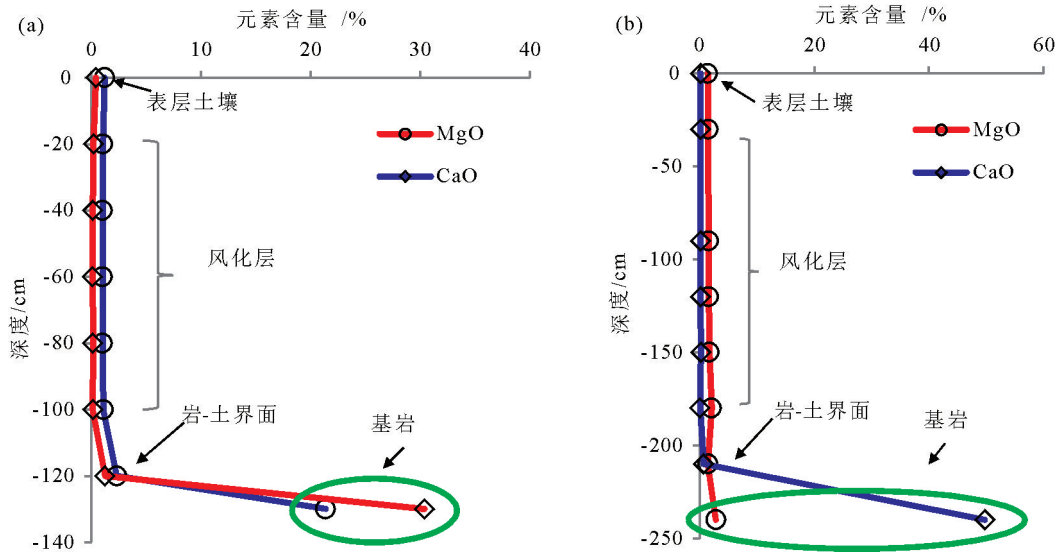 (a)
元素含量 /%
0
10
20
30
40
0
-20
-40
-60
-80
-100
-120
-140
深度/cm
表层土壤
MgO
CaO
风化层
岩-土界面
基岩
(b)
元素含量 /%
0
20
40
60
0
-50
-100
-150
-200
-250
深度/cm
表层土壤
MgO
CaO
风化层
岩-土界面
基岩